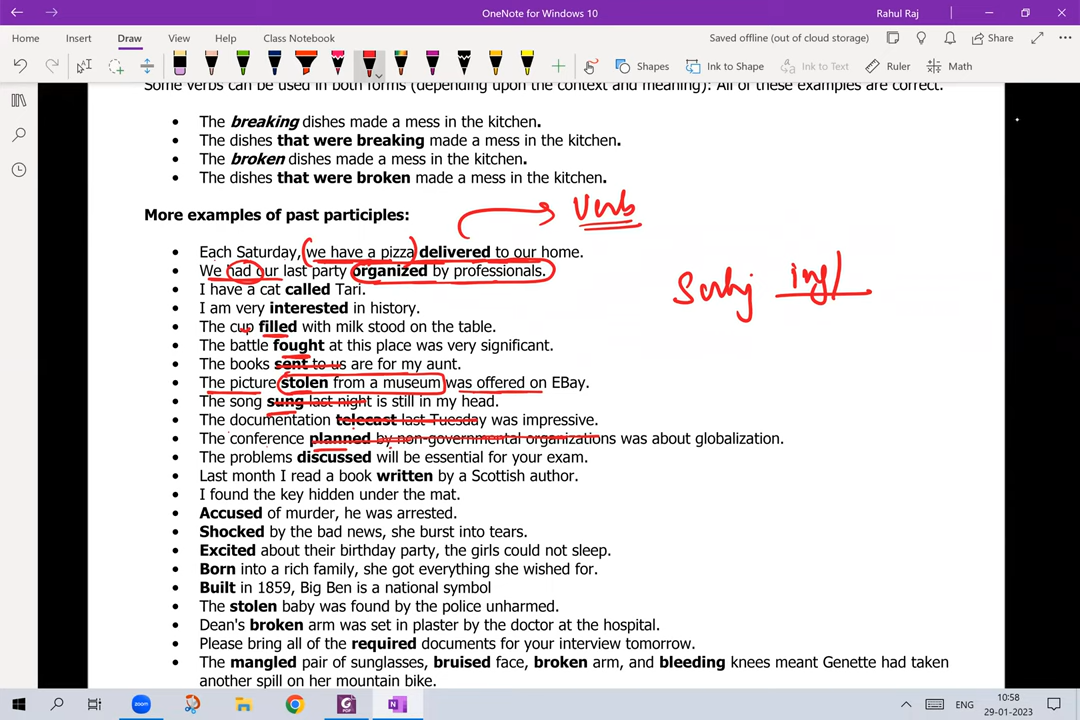 OneNote for Windows 10
Rahul Raj
Home Insert Draw View Help Class Notebook
Saved offline (out of cloud storage)
Share
Shapes
Ink to Shape
Ink to Text
Ruler
Math
Some verbs can be used in both forms (depending upon the context and meaning): All of these examples are correct.
• The breaking dishes made a mess in the kitchen.
• The dishes that were breaking made a mess in the kitchen.
• The broken dishes made a mess in the kitchen.
• The dishes that were broken made a mess in the kitchen.
Verb
More examples of past participles:
• Each Saturday, (we have a pizza) delivered to our home.
• We had our last party organized by professionals.
ing/
• I have a cat called Tari.
• I am very interested in history.
• The cup filled with milk stood on the table.
• The battle fought at this place was very significant.
• The books sent to us are for my aunt.
• The picture stolen from a museum was offered on EBay.
• The song sung last night is still in my head.
• The documentation telecast last Tuesday was impressive.
• The conference planned by non-governmental organizations was about globalization.
• The problems discussed will be essential for your exam.
• Last month I read a book written by a Scottish author.
• I found the key hidden under the mat.
• Accused of murder, he was arrested.
• Shocked by the bad news, she burst into tears.
• Excited about their birthday party, the girls could not sleep.
• Born into a rich family, she got everything she wished for.
• Built in 1859, Big Ben is a national symbol
• The stolen baby was found by the police unharmed.
• Dean's broken arm was set in plaster by the doctor at the hospital.
• Please bring all of the required documents for your interview tomorrow.
• The mangled pair of sunglasses, bruised face, broken arm, and bleeding knees meant Genette had taken
another spill on her mountain bike.
zoom
PDF
N
ENG
10:58
29-01-2023